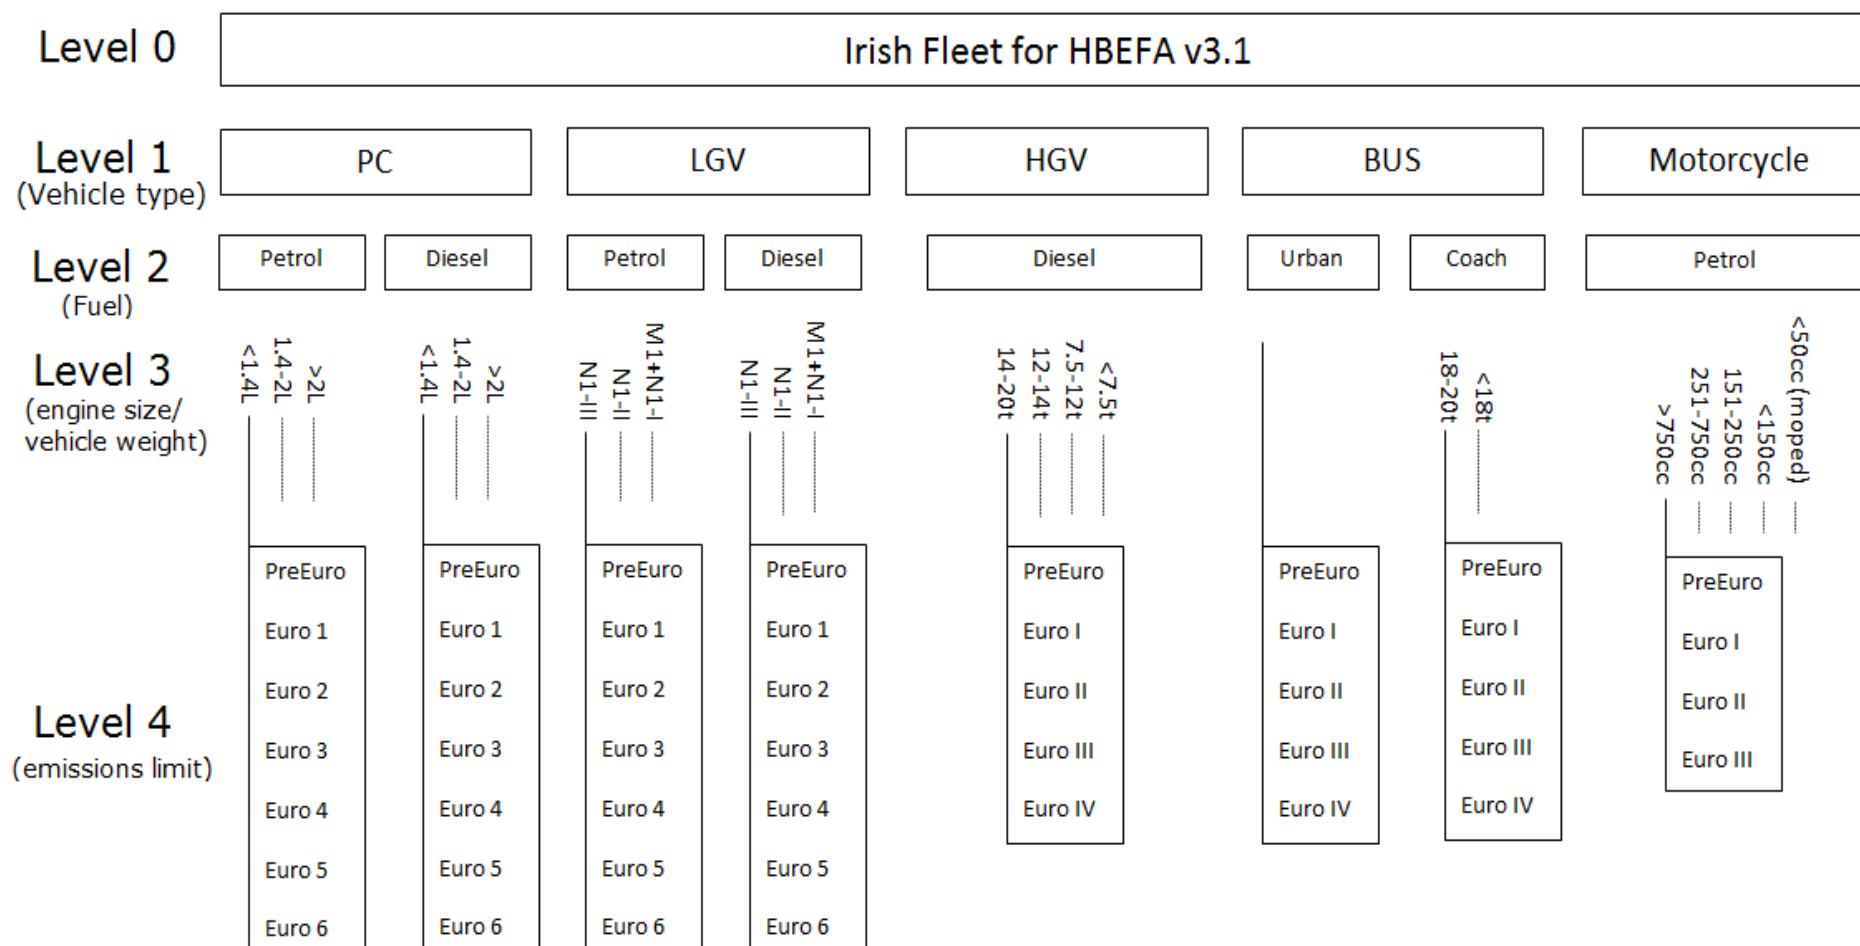 Level 0
Irish Fleet for HBEFA v3.1
Level 1
(Vehicle type)
PC
LGV
HGV
BUS
Motorcycle
Level 2
(Fuel)
Petrol
Diesel
Petrol
Diesel
Diesel
Urban
Coach
Petrol
Level 3
(engine size/
vehicle weight)
<1.4L
1.4-2L
>2L
<1.4L
1.4-2L
>2L
N1-III
N1-II
M1+N1-I
N1-III
N1-II
M1+N1-I
14-20t
12-14t
7.5-12t
<7.5t
18-20t
<18t
>750cc
251-750cc
151-250cc
<150cc
<50cc (moped)
Level 4
(emissions limit)
PreEuro
Euro 1
Euro 2
Euro 3
Euro 4
Euro 5
Euro 6
PreEuro
Euro 1
Euro 2
Euro 3
Euro 4
Euro 5
Euro 6
PreEuro
Euro 1
Euro 2
Euro 3
Euro 4
Euro 5
Euro 6
PreEuro
Euro 1
Euro 2
Euro 3
Euro 4
Euro 5
Euro 6
PreEuro
Euro I
Euro II
Euro III
Euro IV
PreEuro
Euro I
Euro II
Euro III
Euro IV
PreEuro
Euro I
Euro II
Euro III
Euro IV
PreEuro
Euro I
Euro II
Euro III